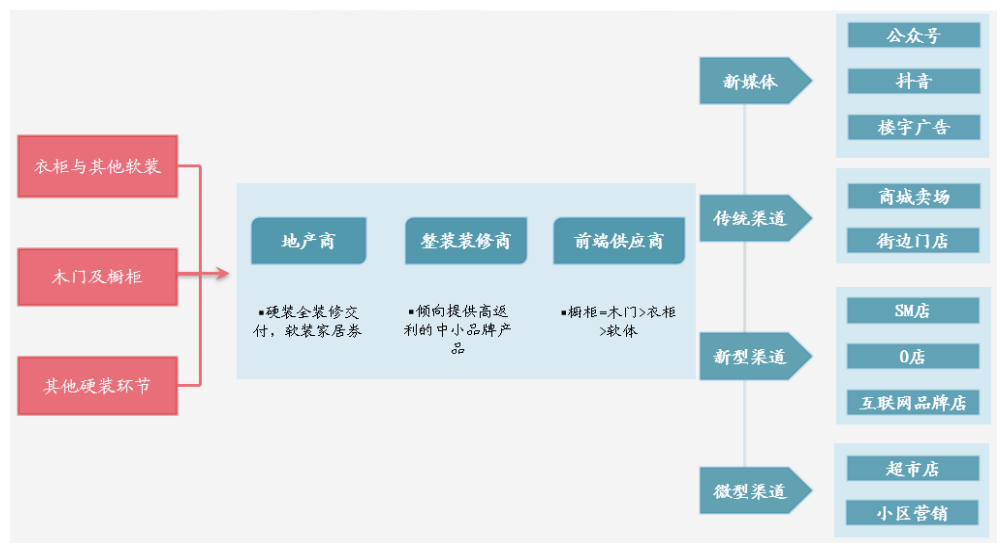 衣柜与其他软装
木门及橱柜
其他硬装环节
地产商
▪硬装全装修交
付，软装家居券
整装装修商
▪倾向提供高返
利的中小品牌产
品
前端供应商
▪橱柜=木门>衣柜
>软体
新媒体
公众号
抖音
楼宇广告
传统渠道
商城卖场
街边门店
新型渠道
SM店
O店
互联网品牌店
微型渠道
超市店
小区营销